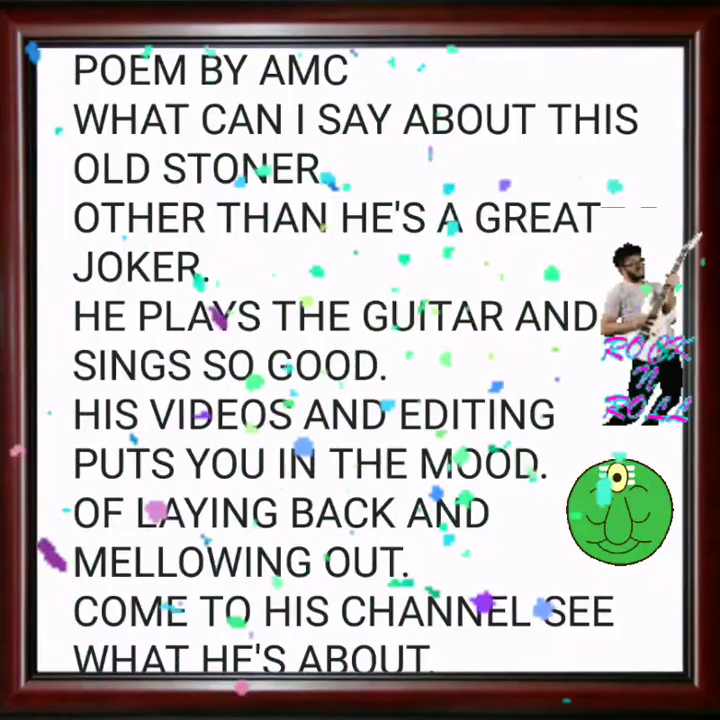 POEM BY AMC
WHAT CAN I SAY ABOUT THIS
OLD STONER.
OTHER THAN HE'S A GREAT
JOKER.
HE PLAYS THE GUITAR AND
SINGS SO GOOD.
HIS VIDEOS AND EDITING
PUTS YOU IN THE MOOD.
OF LAYING BACK AND
MELLOWING OUT.
COME TO HIS CHANNEL SEE
WHAT HE'S ABOUT.
ROCK
N
ROLL